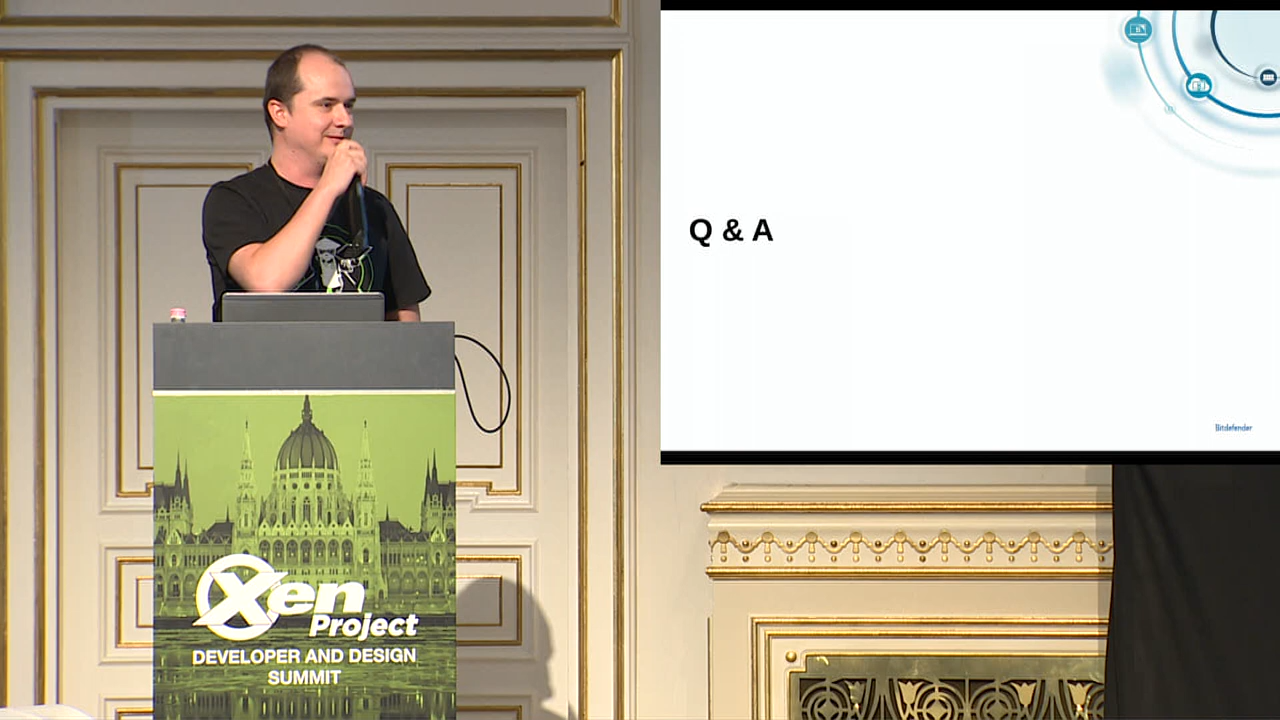 Q & A
Bitdefender
Xen
Project
DEVELOPER AND DESIGN
SUMMIT